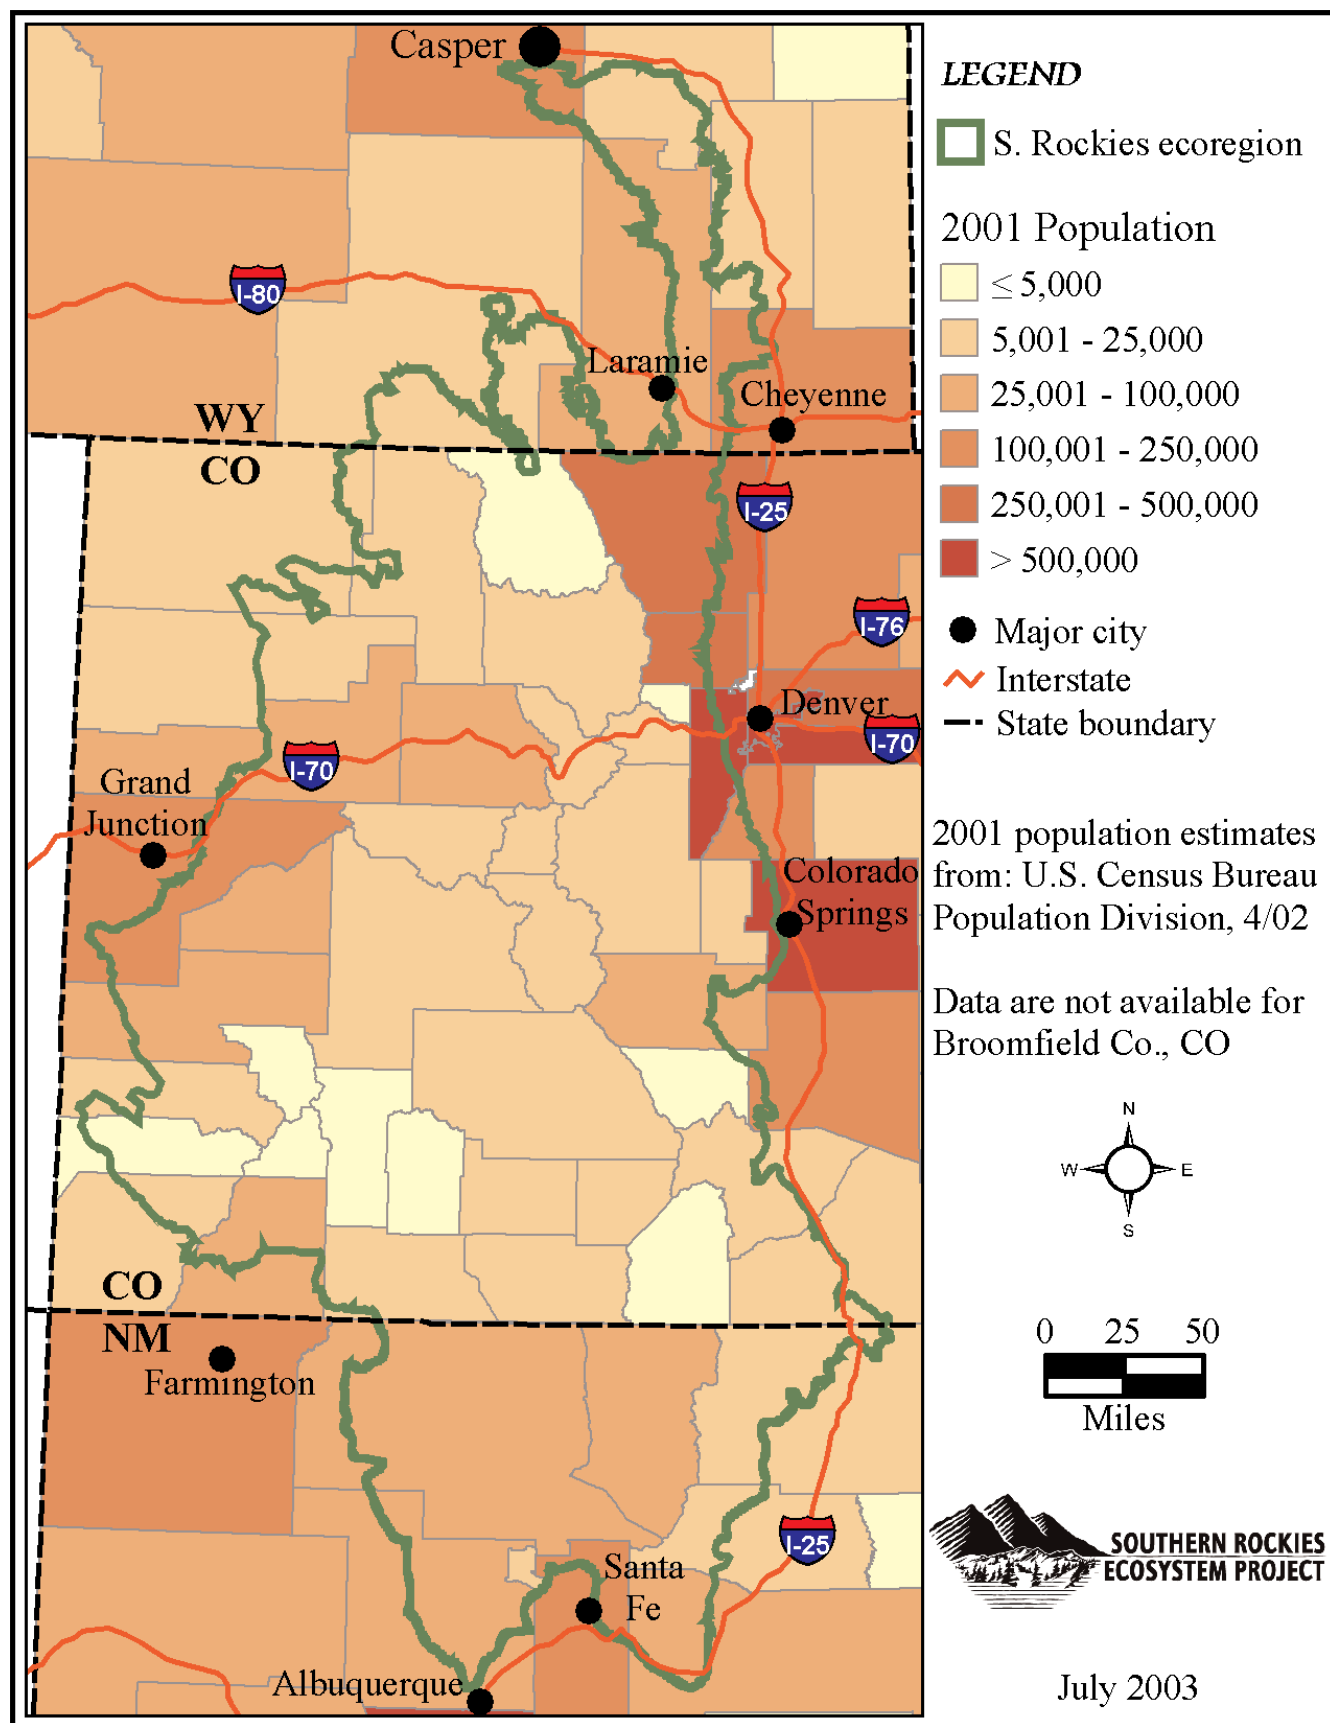 Casper
I-80
Laramie
Cheyenne
WY
CO
I-25
I-76
Denver
I-70
I-70
Grand
Junction
Colorado
Springs
CO
NM
Farmington
I-25
Santa
Fe
Albuquerque
LEGEND
S. Rockies ecoregion
2001 Population
≤ 5,000
5,001 - 25,000
25,001 - 100,000
100,001 - 250,000
250,001 - 500,000
> 500,000
Major city
Interstate
State boundary
2001 population estimates
from: U.S. Census Bureau
Population Division, 4/02
Data are not available for
Broomfield Co., CO
N
W E
S
0 25 50
Miles
SOUTHERN ROCKIES
ECOSYSTEM PROJECT
July 2003